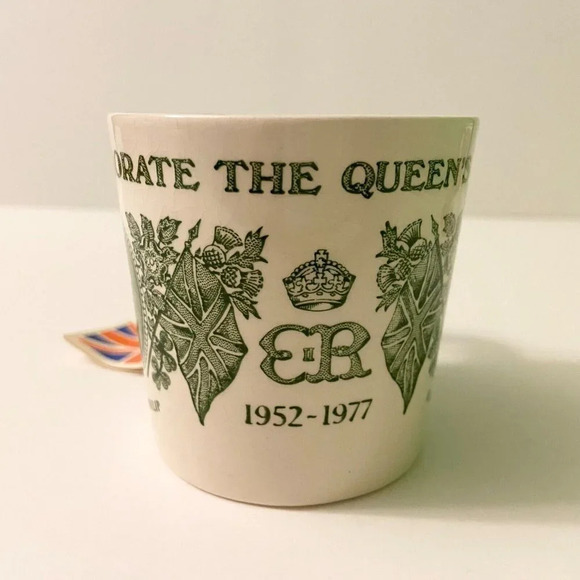 ORATE THE QUEEN'S
EIIR
1952-1977